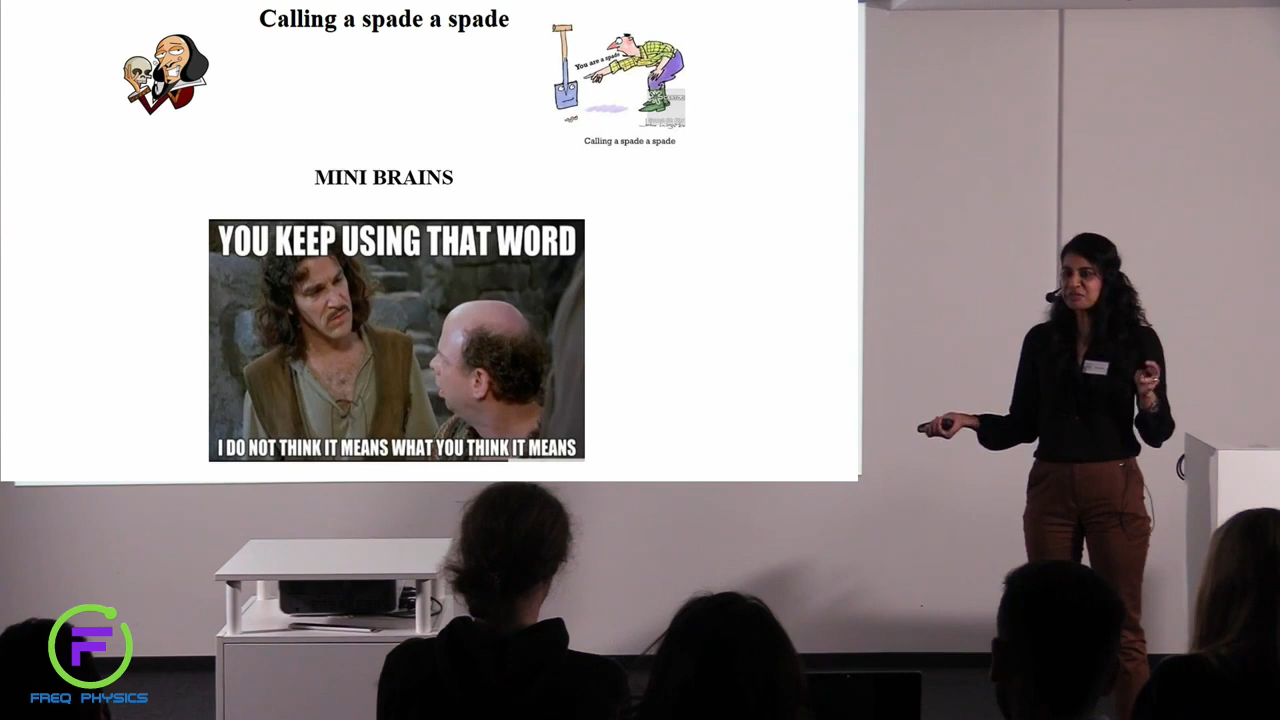 Calling a spade a spade
You are a spade
Calling a spade a spade
MINI BRAINS
YOU KEEP USING THAT WORD
I DO NOT THINK IT MEANS WHAT YOU THINK IT MEANS
F
FREQ PHYSICS